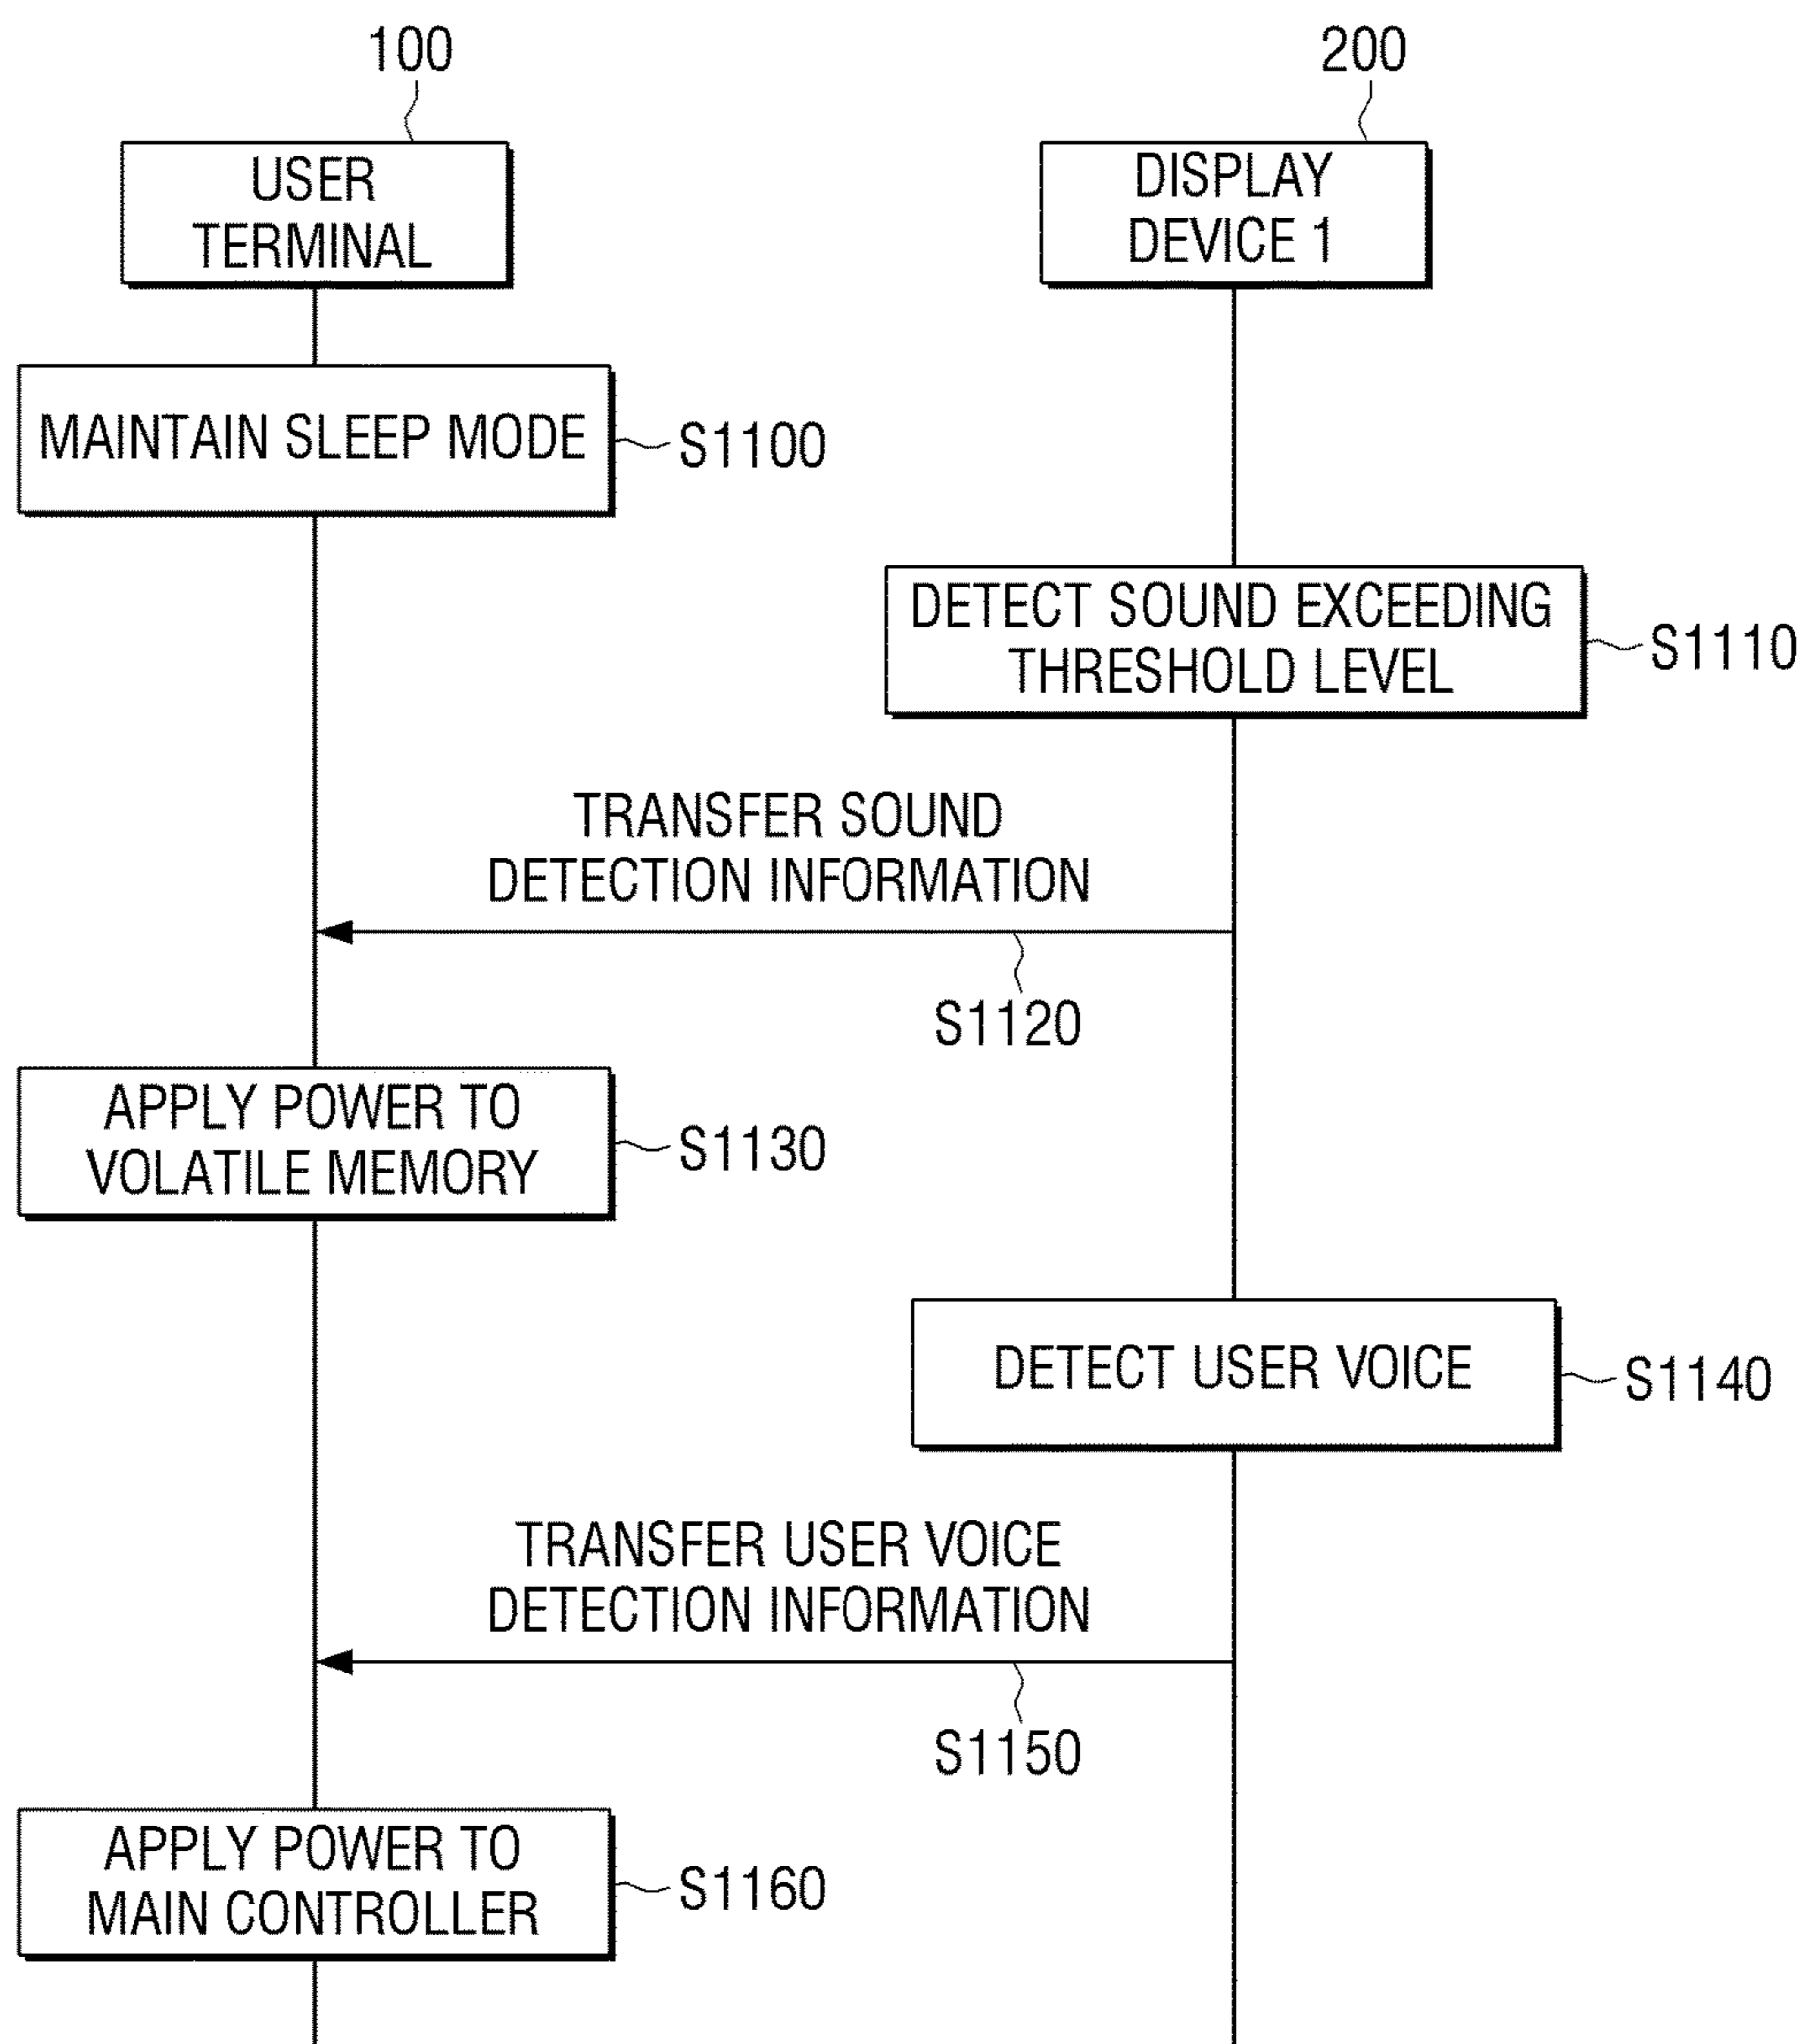 100
200
USER
TERMINAL
DISPLAY
DEVICE 1
MAINTAIN SLEEP MODE
S1100
DETECT SOUND EXCEEDING
THRESHOLD LEVEL
S1110
TRANSFER SOUND
DETECTION INFORMATION
S1120
APPLY POWER TO
VOLATILE MEMORY
S1130
DETECT USER VOICE
S1140
TRANSFER USER VOICE
DETECTION INFORMATION
S1150
APPLY POWER TO
MAIN CONTROLLER
S1160